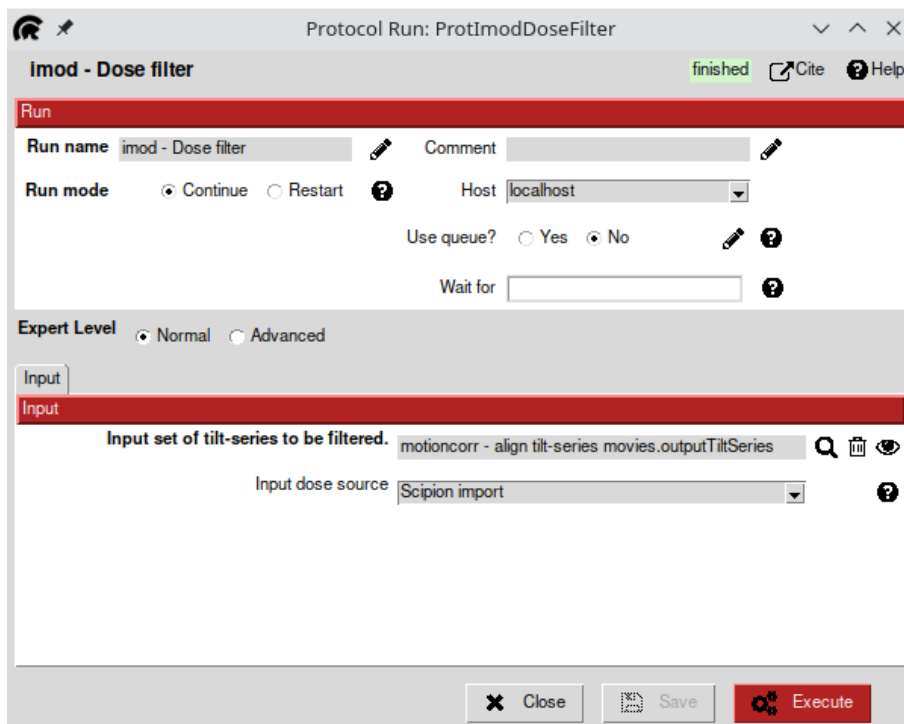 Protocol Run: ProtImodDoseFilter
imod - Dose filter finished Cite Help
Run
Run name imod - Dose filter Comment
Run mode Continue Restart Host localhost
Use queue? Yes No
Wait for
Expert Level Normal Advanced
Input
Input
Input set of tilt-series to be filtered. motioncorr - align tilt-series movies.outputTiltSeries
Input dose source Scipion import
Close Save Execute